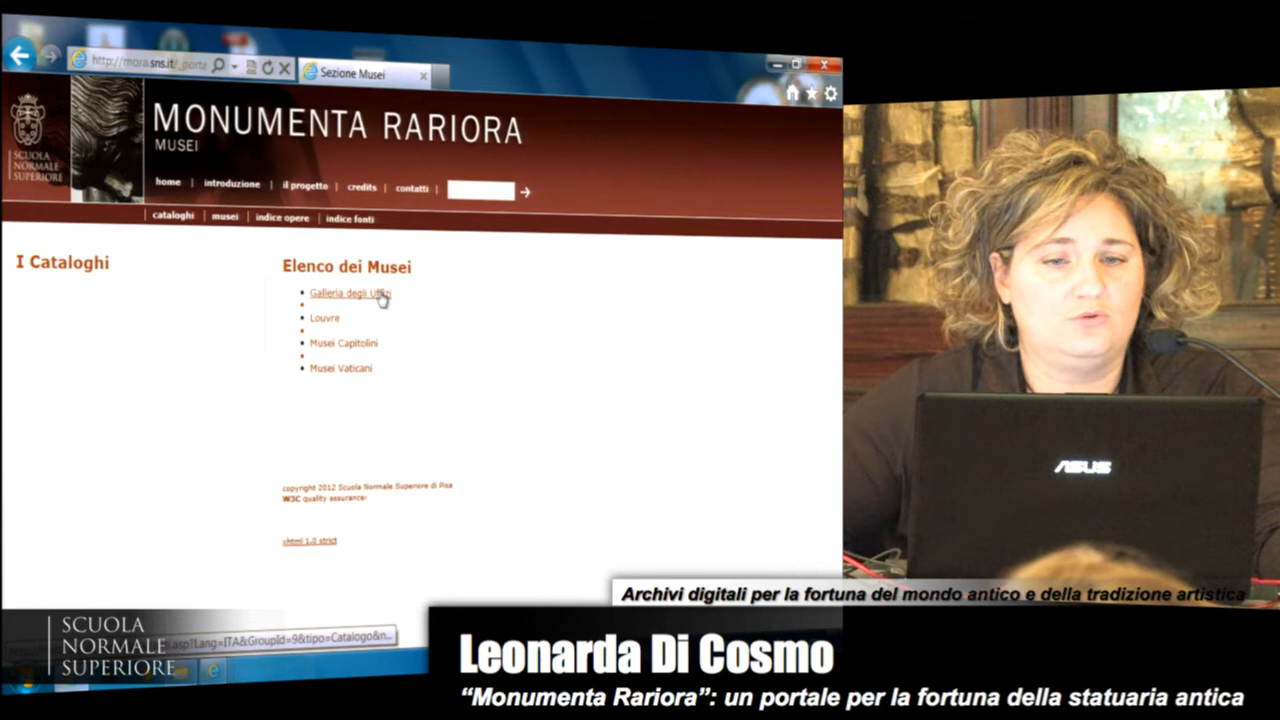 http://mora.sns.it/_porta
Sezione Musei
SCUOLA
NORMALE
SUPERIORE
MONUMENTA RARIORA
MUSEI
home | introduzione | il progetto | credits | contatti |
| cataloghi | musei | indice opere | indice fonti
I Cataloghi
Elenco dei Musei
Galleria degli Uffizi
Louvre
Musei Capitolini
Musei Vaticani
copyright 2012 Scuola Normale Superiore di Pisa
W3C quality assurance:
xhtml 1.0 strict
ASUS
Archivi digitali per la fortuna del mondo antico e della tradizione artistica
SCUOLA
NORMALE
SUPERIORE
.asp?Lang=ITA&GroupId=9&tipo=Catalogo&n...
Leonarda Di Cosmo
“Monumenta Rariora”: un portale per la fortuna della statuaria antica